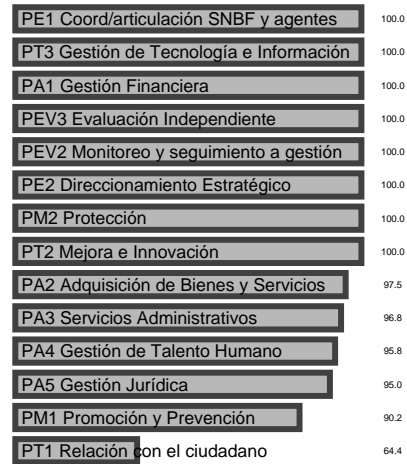 PE1 Coord/articulación SNBF y agentes 100.0
PT3 Gestión de Tecnología e Información 100.0
PA1 Gestión Financiera 100.0
PEV3 Evaluación Independiente 100.0
PEV2 Monitoreo y seguimiento a gestión 100.0
PE2 Direccionamiento Estratégico 100.0
PM2 Protección 100.0
PT2 Mejora e Innovación 100.0
PA2 Adquisición de Bienes y Servicios 97.5
PA3 Servicios Administrativos 96.8
PA4 Gestión de Talento Humano 95.8
PA5 Gestión Jurídica 95.0
PM1 Promoción y Prevención 90.2
PT1 Relación con el ciudadano 64.4